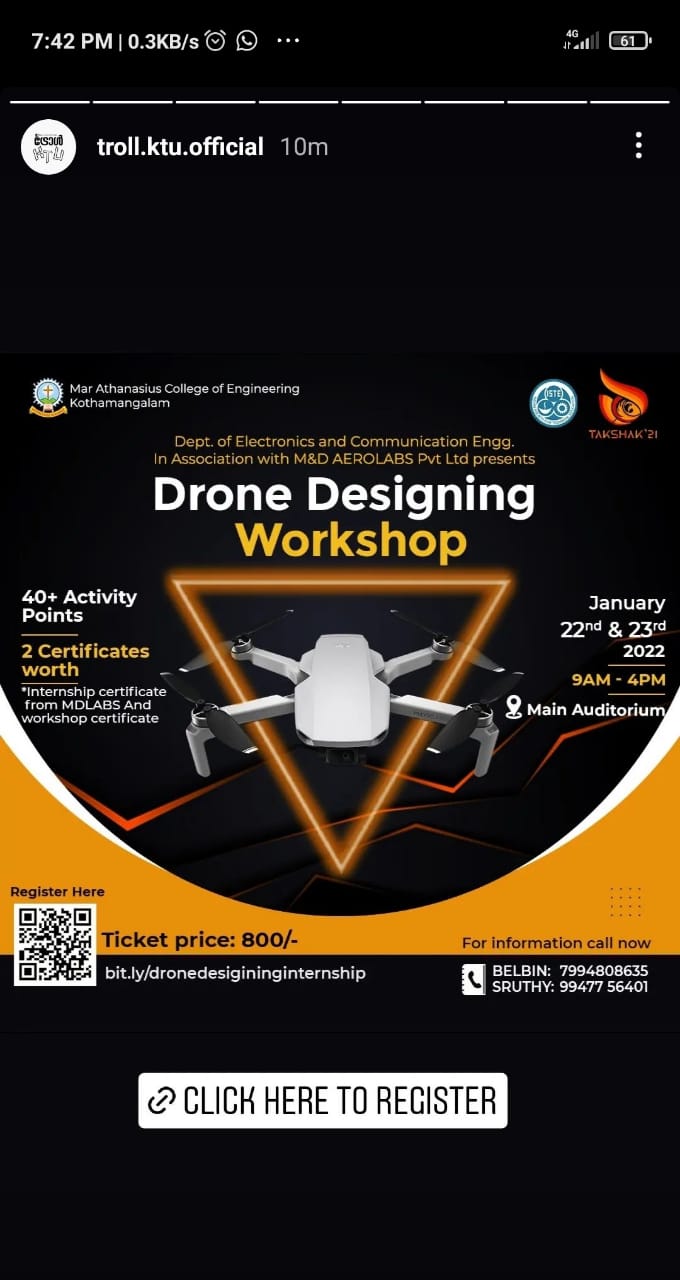 7:42 PM | 0.3KB/s
4G
61
ട്രോൾ
KTU
troll.ktu.official 10m
Mar Athanasius College of Engineering
Kothamangalam
ISTE
TAKSHAK'21
Dept. of Electronics and Communication Engg.
In Association with M&D AEROLABS Pvt Ltd presents
Drone Designing
Workshop
40+ Activity
Points
2 Certificates
worth
*Internship certificate
from MDLABS And
workshop certificate
January
22nd & 23rd
2022
9AM - 4PM
Main Auditorium
Register Here
Ticket price: 800/-
bit.ly/dronedesigininginternship
For information call now
BELBIN: 7994808635
SRUTHY: 99477 56401
CLICK HERE TO REGISTER